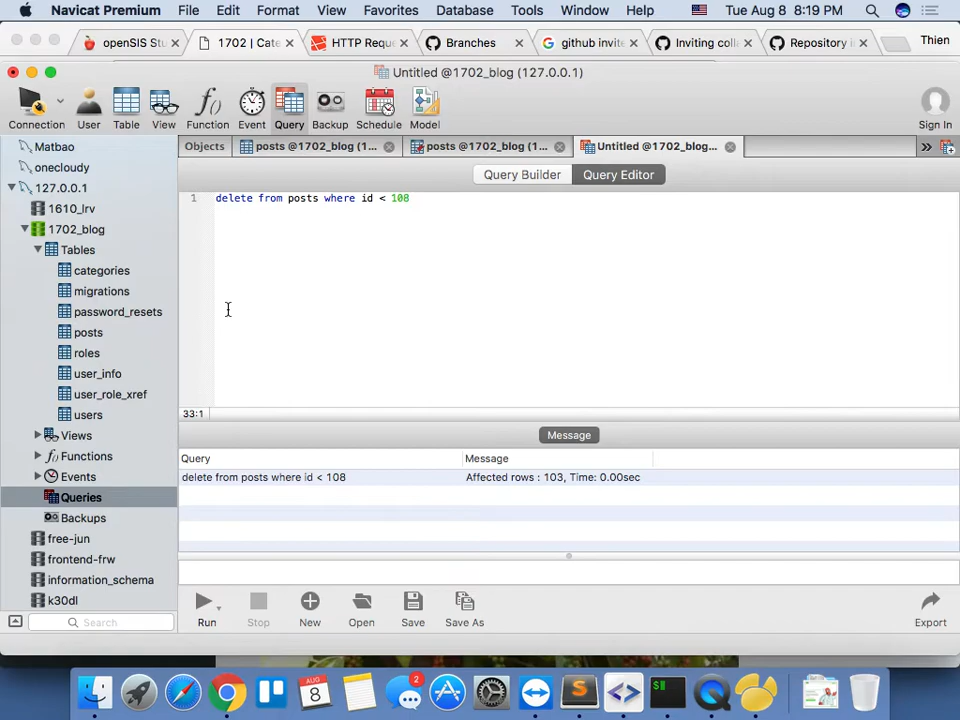 Navicat Premium File Edit Format View Favorites Database Tools Window Help Tue Aug 8 8:19 PM
openSIS Stu 1702 | Cate HTTP Reque Branches github invite Inviting colla Repository in Thien
Untitled @1702_blog (127.0.0.1)
Connection User Table View Function Event Query Backup Schedule Model Sign In
Objects posts @1702_blog (1... posts @1702_blog (1... Untitled @1702_blog...
Query Builder Query Editor
1 delete from posts where id < 108
Matbao
onecloudy
127.0.0.1
1610_lrv
1702_blog
Tables
categories
migrations
password_resets
posts
roles
user_info
user_role_xref
users
Views
Functions
Events
Queries
Backups
free-jun
frontend-frw
information_schema
k30dl
Search
33:1
Message
Query Message
delete from posts where id < 108 Affected rows : 103, Time: 0.00sec
Run Stop New Open Save Save As Export
8 2